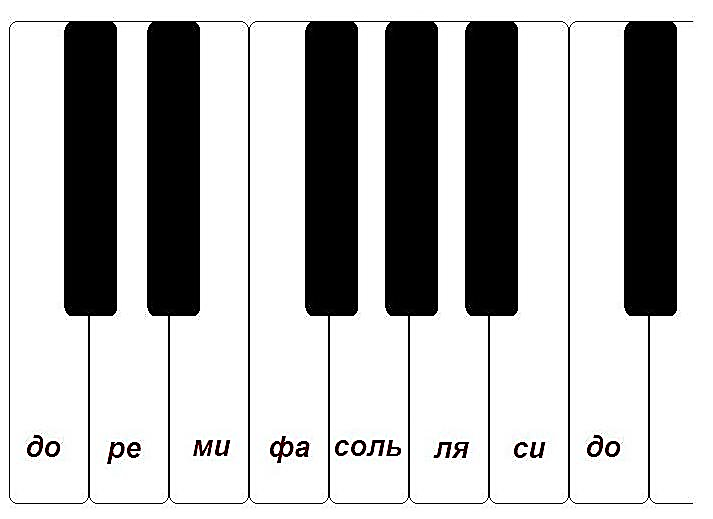 до ре ми фа соль ля си до